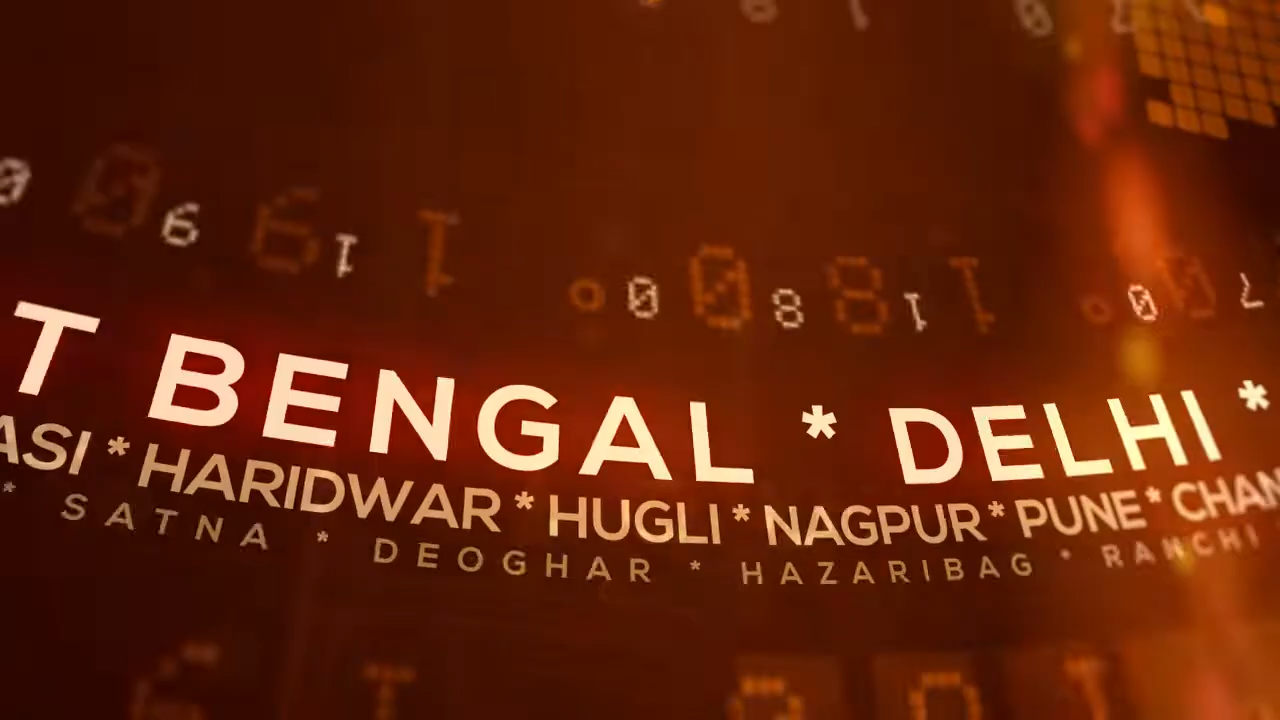 T BENGAL * DELHI *
ASI * HARIDWAR * HUGLI * NAGPUR * PUNE * CHAN
* SATNA * DEOGHAR * HAZARIBAG * RANCHI